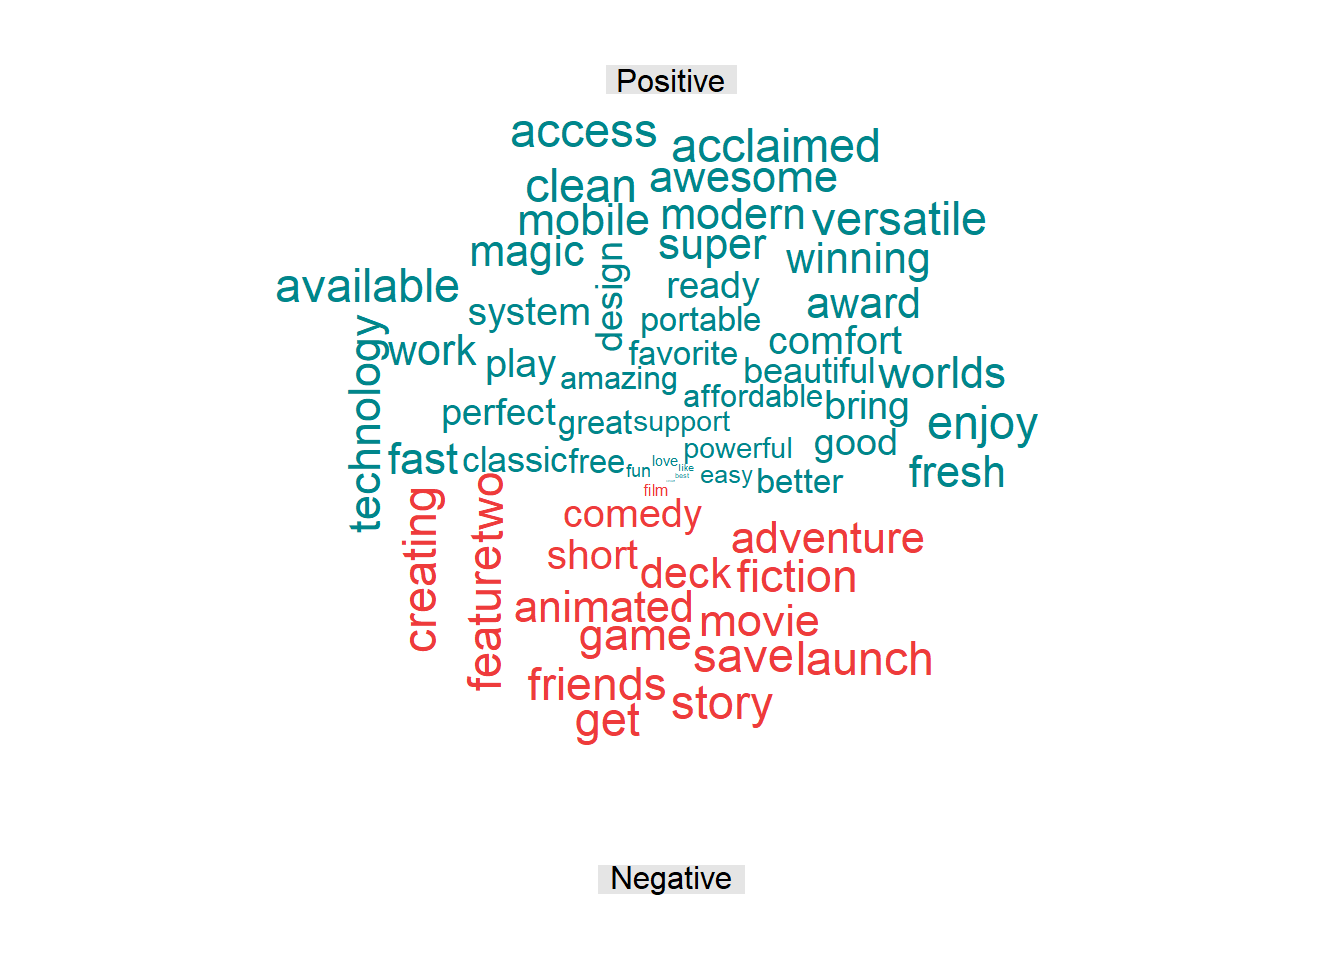 Positive
access
acclaimed
clean
awesome
mobile
modern
versatile
magic
super
winning
design
available
ready
system
award
portable
technology
work
favorite
comfort
play
amazing
beautiful
worlds
affordable
perfect
bring
great
support
enjoy
powerful
good
fast
classic
free
love
fun
like
best
easy
better
fresh
film
creating
feature
two
comedy
adventure
short
deck
fiction
animated
game
movie
save
launch
friends
story
get
Negative